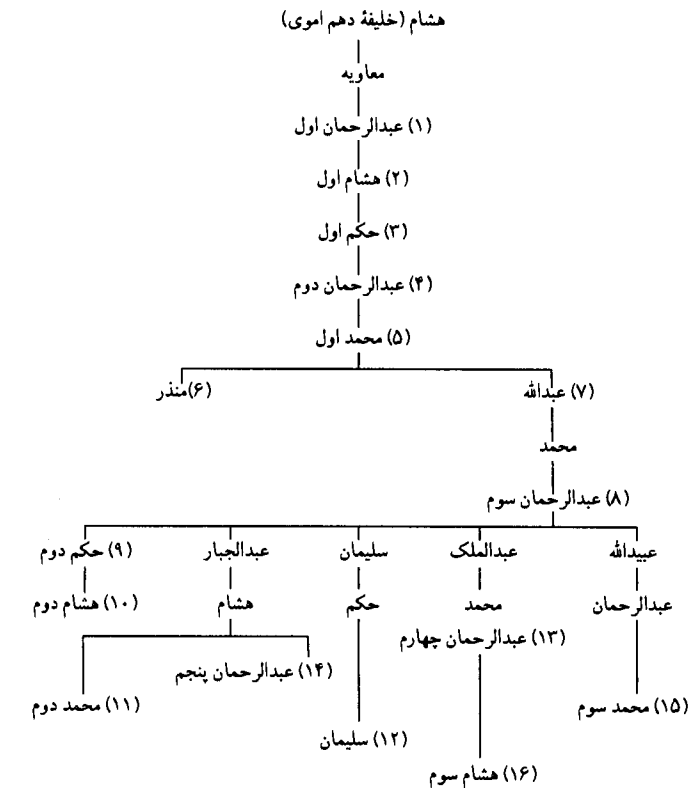 هشام (خلیفهٔ دهم اموی)
معاویه
(۱) عبدالرحمان اول
(۲) هشام اول
(۳) حکم اول
(۴) عبدالرحمان دوم
(۵) محمد اول
(۷) عبدالله
(۶)منذر
محمد
(۸) عبدالرحمان سوم
عبیدالله
عبدالملک
سلیمان
عبدالجبار
(۹) حکم دوم
عبدالرحمان
محمد
حکم
هشام
(۱۰) هشام دوم
(۱۳) عبدالرحمان چهارم
(۱۴) عبدالرحمان پنجم
(۱۵) محمد سوم
(۱۱) محمد دوم
(۱۲) سلیمان
(۱۶) هشام سوم